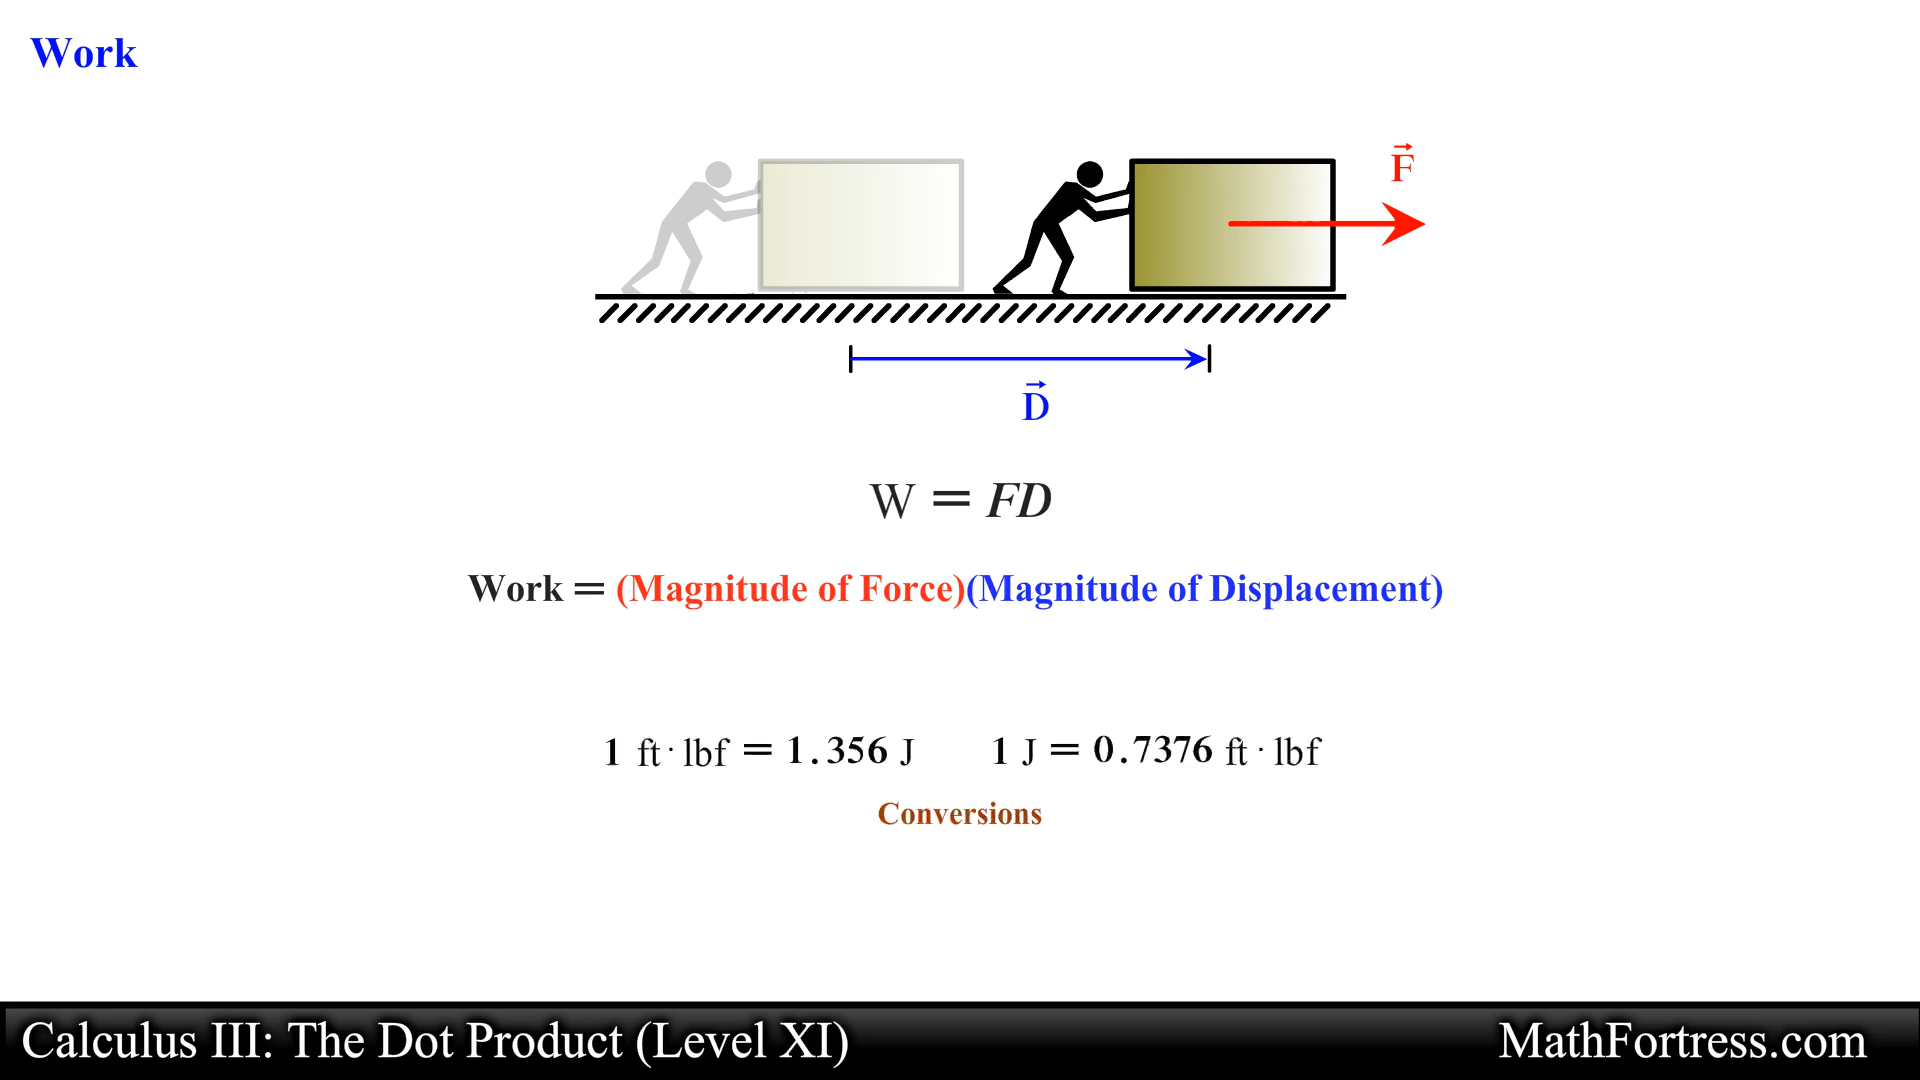 Work
F⃗
D⃗
W = FD
Work = (Magnitude of Force)(Magnitude of Displacement)
1 ft·lbf = 1.356 J 1 J = 0.7376 ft·lbf
Conversions
Calculus III: The Dot Product (Level XI) MathFortress.com